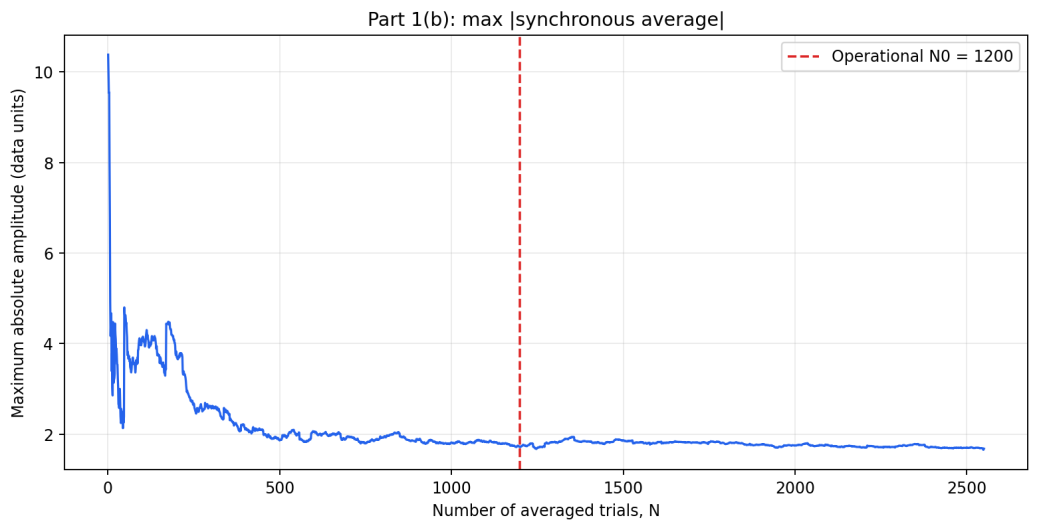 Part 1(b): max |synchronous average|
Operational N0 = 1200
Maximum absolute amplitude (data units)
10
8
6
4
2
0
500
1000
1500
2000
2500
Number of averaged trials, N